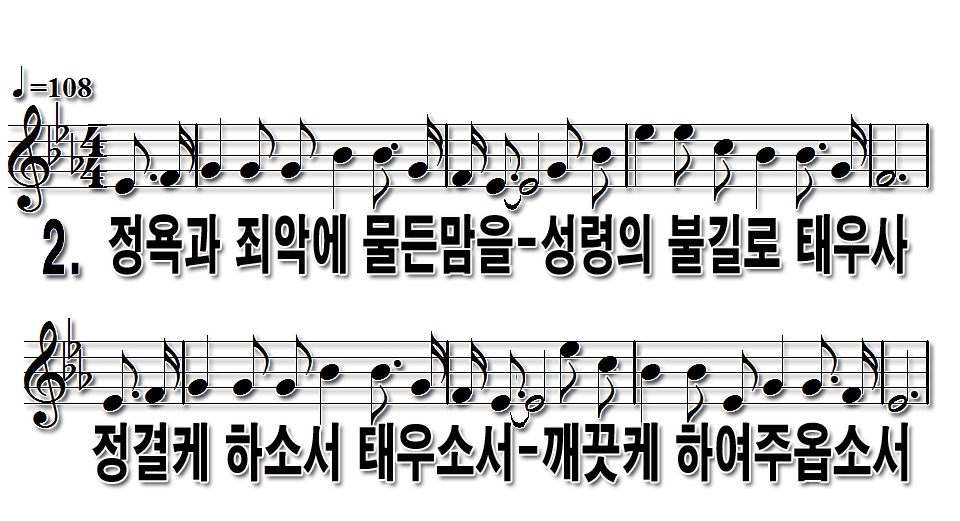 ♩=108
4/4
2. 정욕과 죄악에 물든맘을-성령의 불길로 태우사
정결케 하소서 태우소서-깨끗케 하여주옵소서